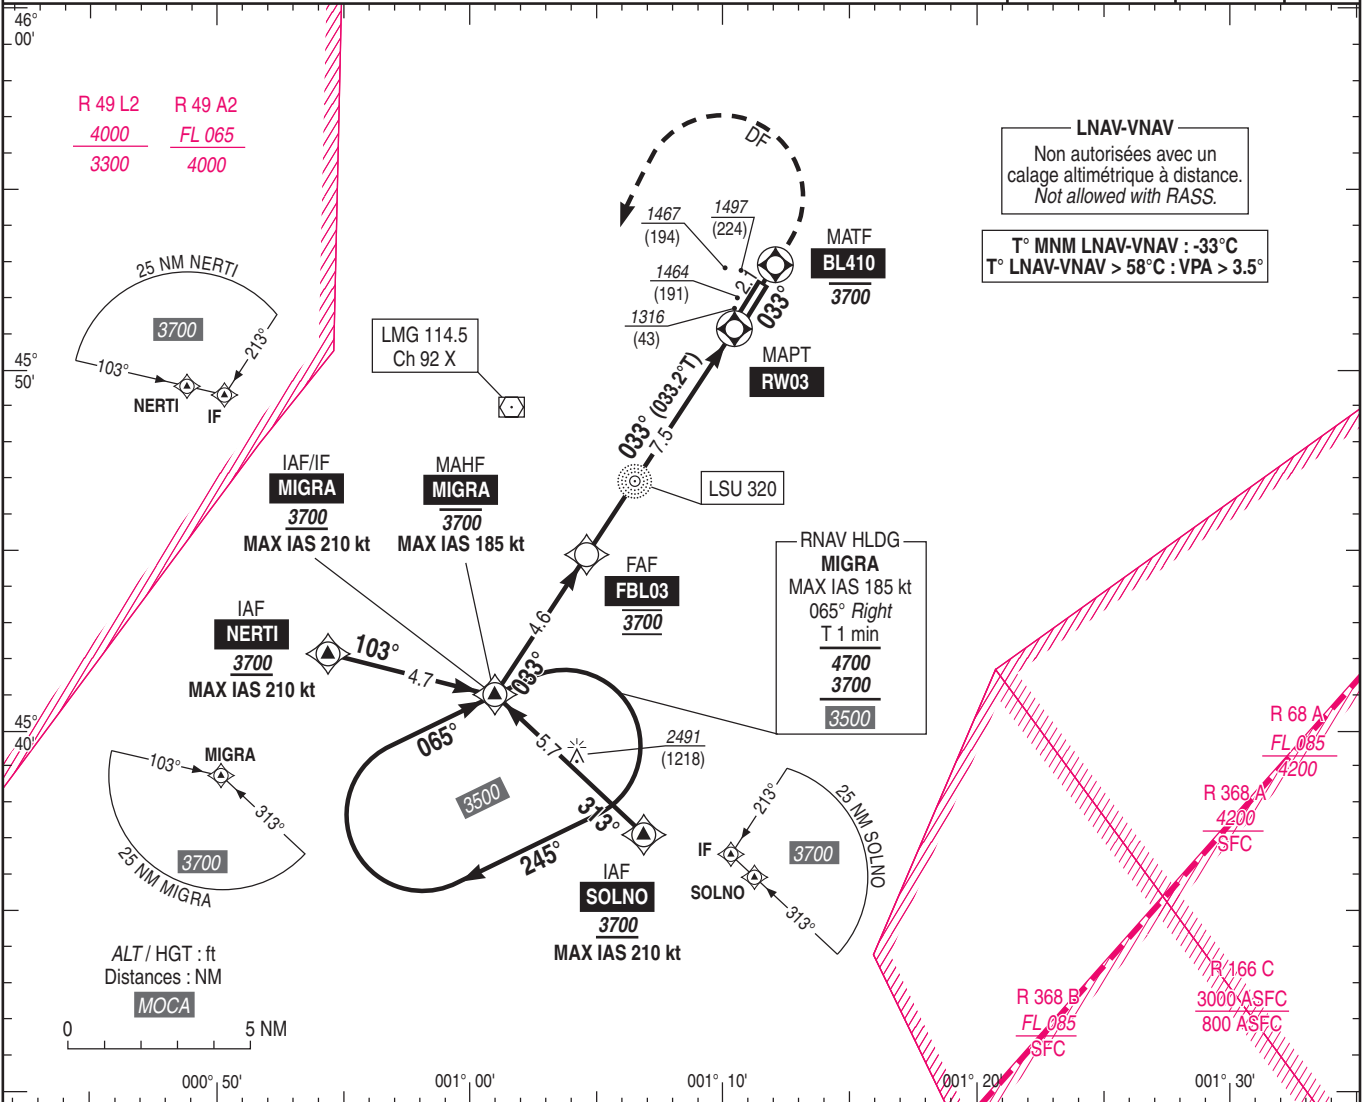 46°
00'
R 49 L2
4000
3300
R 49 A2
FL 065
4000
LNAV-VNAV
Non autorisées avec un
calage altimétrique à distance.
Not allowed with RASS.
T° MNM LNAV-VNAV : -33°C
T° LNAV-VNAV > 58°C : VPA > 3.5°
DF
1467
(194)
1497
(224)
1464
(191)
1316
(43)
2.1
033°
MATF
BL410
3700
MAPT
RW03
25 NM NERTI
3700
103°
213°
NERTI
IF
LMG 114.5
Ch 92 X
45°
50'
033° (033.2°T)
7.5
LSU 320
IAF/IF
MIGRA
3700
MAX IAS 210 kt
MAHF
MIGRA
3700
MAX IAS 185 kt
FAF
FBL03
3700
4.6
033°
RNAV HLDG
MIGRA
MAX IAS 185 kt
065° Right
T 1 min
4700
3700
3500
IAF
NERTI
3700
MAX IAS 210 kt
103°
4.7
065°
5.7
2491
(1218)
3500
313°
245°
IAF
SOLNO
3700
MAX IAS 210 kt
45°
40'
MIGRA
103°
313°
3700
25 NM MIGRA
213°
25 NM SOLNO
IF
3700
SOLNO
313°
R 68 A
FL 085
4200
R 368 A
4200
SFC
R 166 C
3000 ASFC
800 ASFC
R 368 B
FL 085
SFC
ALT / HGT : ft
Distances : NM
MOCA
0
5 NM
000° 50'
001° 00'
001° 10'
001° 20'
001° 30'